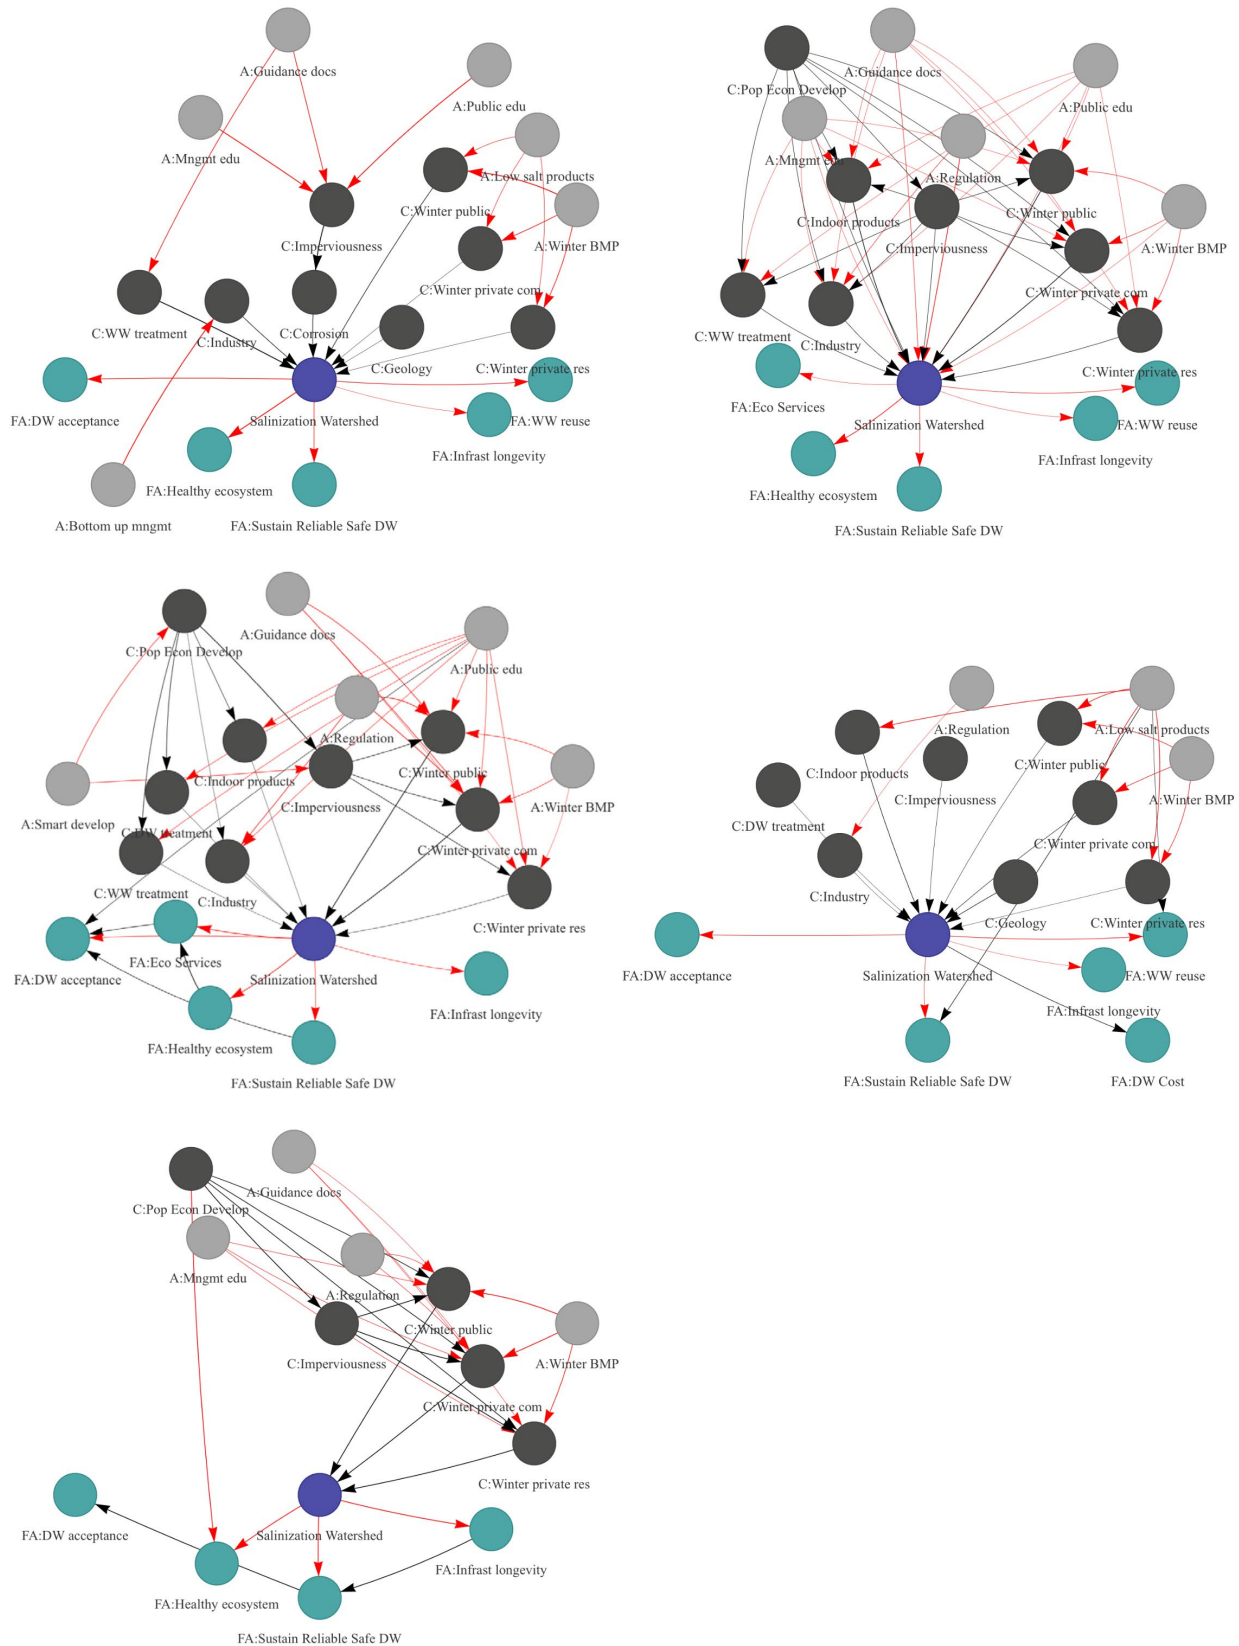 A:Guidance docs
A:Public edu
A:Mngmt edu
A:Low salt products
C:Winter public
C:Imperviousness
A:Winter BMP
C:Winter private com
C:WW treatment
C:Industry
C:Corrosion
C:Geology
C:Winter private res
FA:DW acceptance
Salinization Watershed
FA:WW reuse
FA:Infrast longevity
FA:Healthy ecosystem
A:Bottom up mngmt
FA:Sustain Reliable Safe DW
A:Guidance docs
C:Pop Econ Develop
A:Public edu
A:Mngmt edu
A:Regulation
C:Winter public
C:Indoor products
C:Imperviousness
A:Winter BMP
C:Winter private com
C:WW treatment
C:Industry
C:Winter private res
FA:Eco Services
Salinization Watershed
FA:WW reuse
FA:Infrast longevity
FA:Healthy ecosystem
FA:Sustain Reliable Safe DW
A:Guidance docs
C:Pop Econ Develop
A:Public edu
A:Regulation
C:Indoor products
C:Winter public
C:Imperviousness
A:Winter BMP
A:Smart develop
C:DW treatment
C:Winter private com
C:WW treatment
C:Industry
C:Winter private res
FA:Eco Services
FA:DW acceptance
Salinization Watershed
FA:Infrast longevity
FA:Healthy ecosystem
FA:Sustain Reliable Safe DW
A:Regulation
A:Low salt products
C:Indoor products
C:Winter public
C:Imperviousness
A:Winter BMP
C:DW treatment
C:Winter private com
C:Industry
C:Geology
C:Winter private res
FA:DW acceptance
Salinization Watershed
FA:WW reuse
FA:Infrast longevity
FA:Sustain Reliable Safe DW
FA:DW Cost
A:Guidance docs
C:Pop Econ Develop
A:Mngmt edu
A:Regulation
C:Winter public
C:Imperviousness
A:Winter BMP
C:Winter private com
C:Winter private res
FA:DW acceptance
Salinization Watershed
FA:Infrast longevity
FA:Healthy ecosystem
FA:Sustain Reliable Safe DW